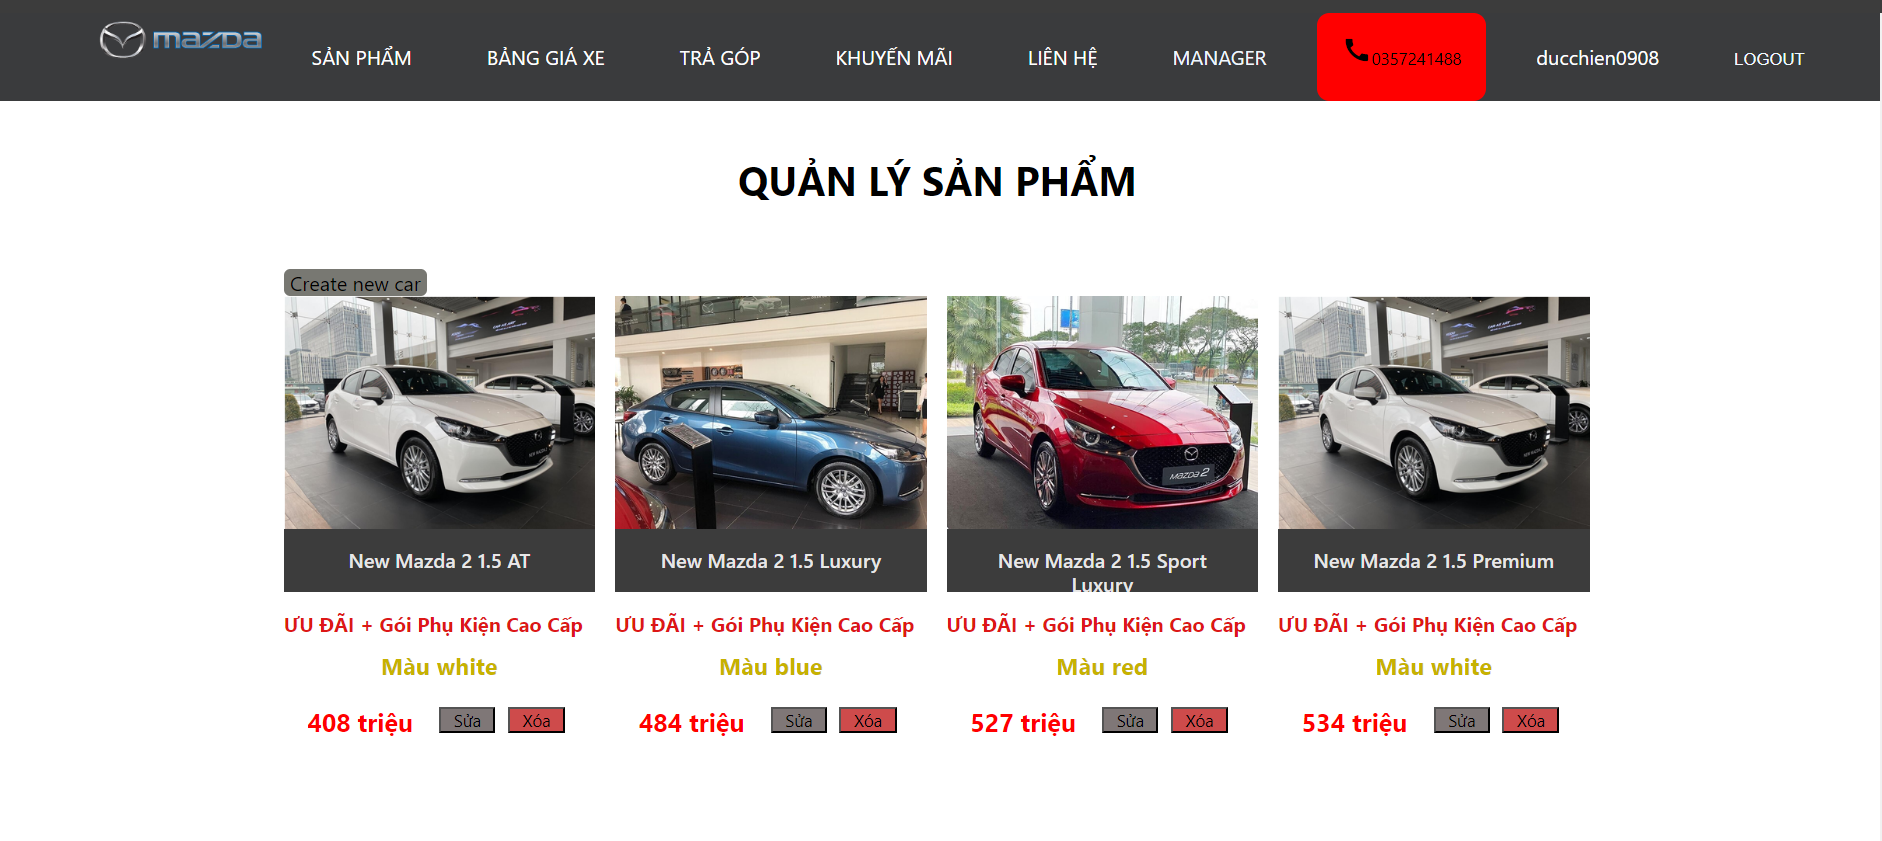 mazda
SẢN PHẨM
BẢNG GIÁ XE
TRẢ GÓP
KHUYẾN MÃI
LIÊN HỆ
MANAGER
0357241488
ducchien0908
LOGOUT
QUẢN LÝ SẢN PHẨM
Create new car
New Mazda 2 1.5 AT
ƯU ĐÃI + Gói Phụ Kiện Cao Cấp
Màu white
408 triệu
Sửa
Xóa
New Mazda 2 1.5 Luxury
ƯU ĐÃI + Gói Phụ Kiện Cao Cấp
Màu blue
484 triệu
Sửa
Xóa
mazda 2
New Mazda 2 1.5 Sport
Luxury
ƯU ĐÃI + Gói Phụ Kiện Cao Cấp
Màu red
527 triệu
Sửa
Xóa
New Mazda 2 1.5 Premium
ƯU ĐÃI + Gói Phụ Kiện Cao Cấp
Màu white
534 triệu
Sửa
Xóa